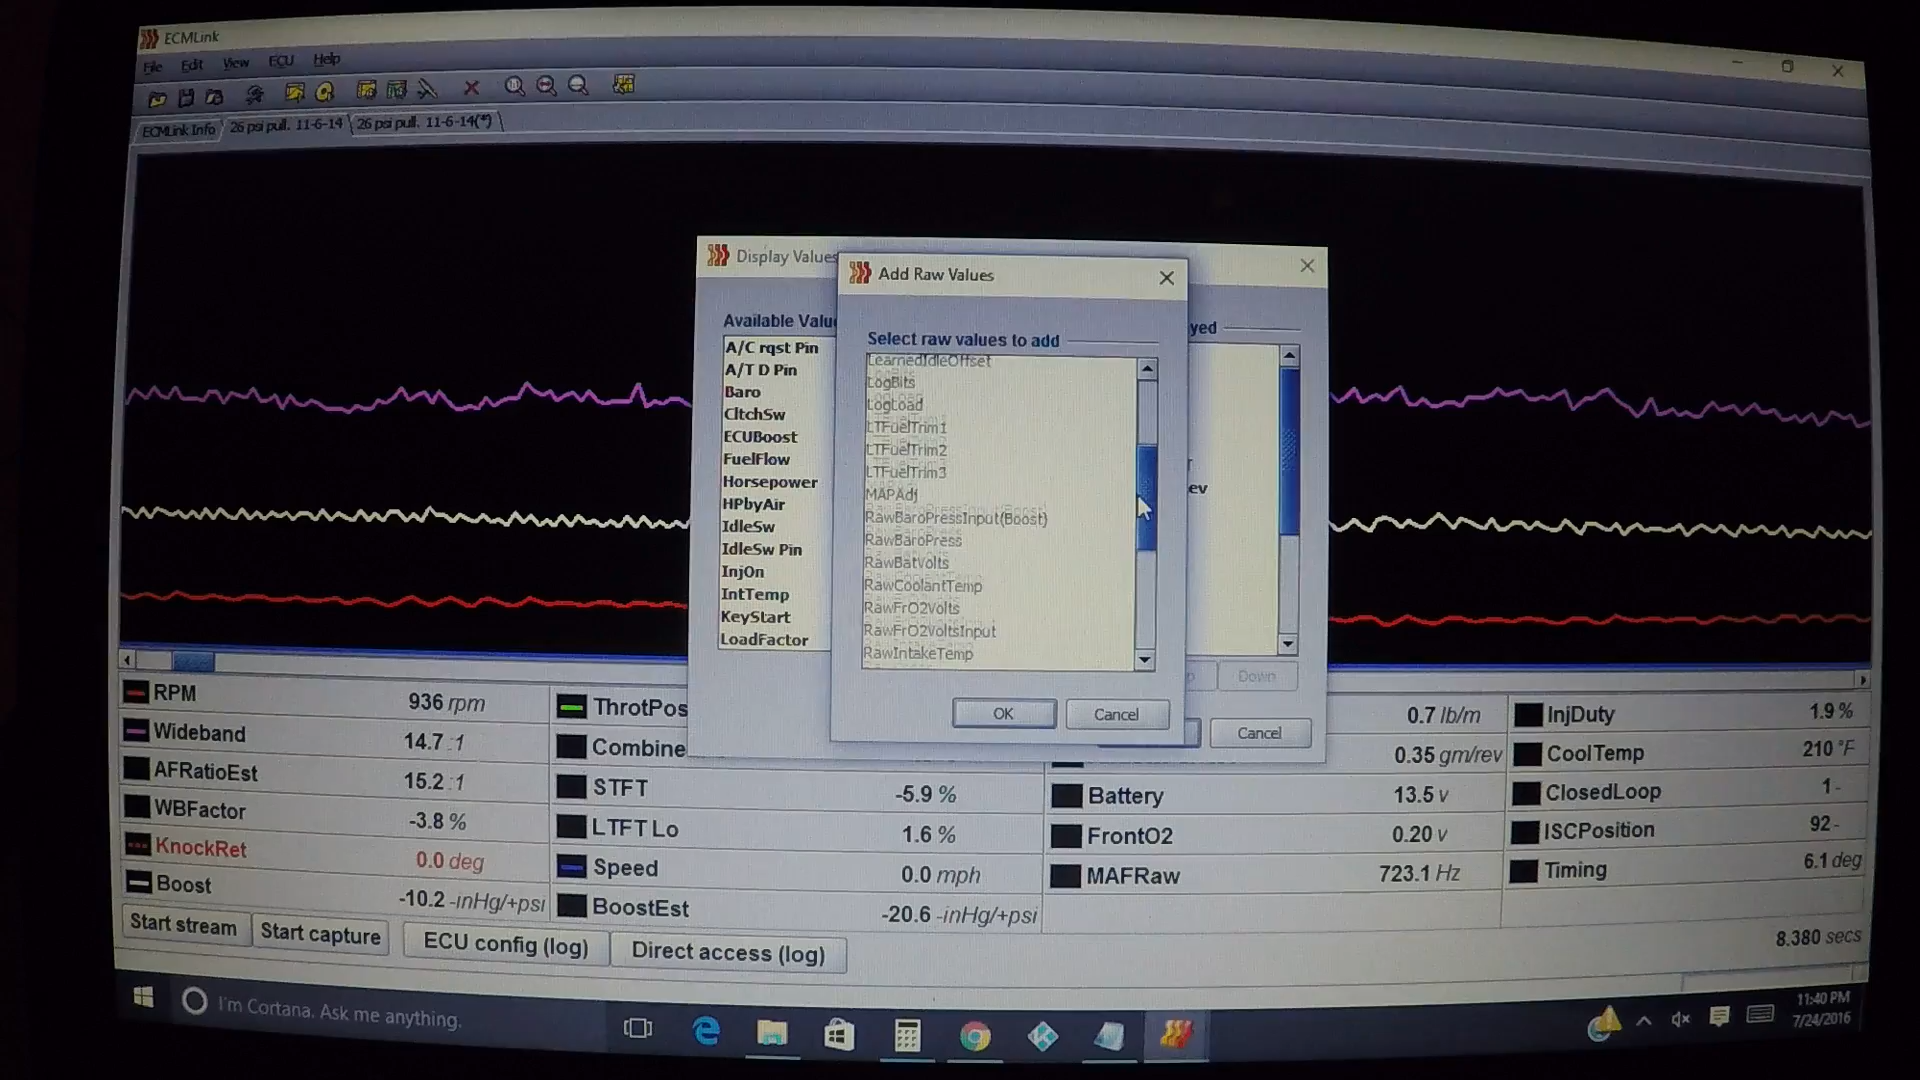 ECMLink
File Edit View ECU Help
ECMLink Info 26 psi pull. 11-6-14 26 psi pull. 11-6-14(*)
Display Values
Add Raw Values
Available Valu
yed
Select raw values to add
A/C rqst Pin
A/T D Pin
Baro
CltchSw
ECUBoost
FuelFlow
Horsepower
HPbyAir
IdleSw
IdleSw Pin
InjOn
IntTemp
KeyStart
LoadFactor
LearnedIdleOffset
LogBits
LogLoad
LTFuelTrim1
LTFuelTrim2
LTFuelTrim3
MAPAdj
RawBaroPressInput(Boost)
RawBaroPress
RawBatVolts
RawCoolantTemp
RawFrO2Volts
RawFrO2VoltsInput
RawIntakeTemp
ev
Down
OK Cancel
Cancel
RPM 936 rpm
Wideband 14.7 :1
AFRatioEst 15.2 :1
WBFactor -3.8 %
KnockRet 0.0 deg
Boost -10.2 -inHg/+psi
ThrotPos
Combine
STFT -5.9 %
LTFT Lo 1.6 %
Speed 0.0 mph
BoostEst -20.6 -inHg/+psi
0.7 lb/m
0.35 gm/rev
Battery 13.5 v
FrontO2 0.20 v
MAFRaw 723.1 Hz
InjDuty 1.9 %
CoolTemp 210 °F
ClosedLoop 1 -
ISCPosition 92 -
Timing 6.1 deg
Start stream Start capture ECU config (log) Direct access (log)
8.380 secs
I'm Cortana. Ask me anything.
11:40 PM
7/24/2016